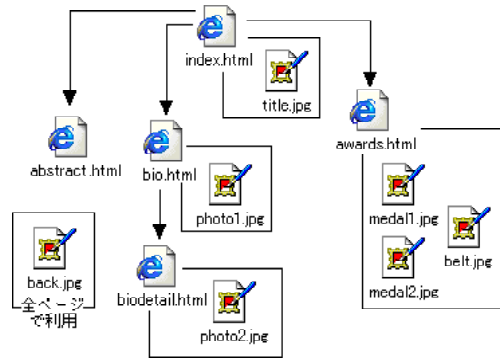 index.html
title.jpg
abstract.html
bio.html
awards.html
photo1.jpg
medal1.jpg
belt.jpg
medal2.jpg
back.jpg
全ページ
で利用
biodetail.html
photo2.jpg